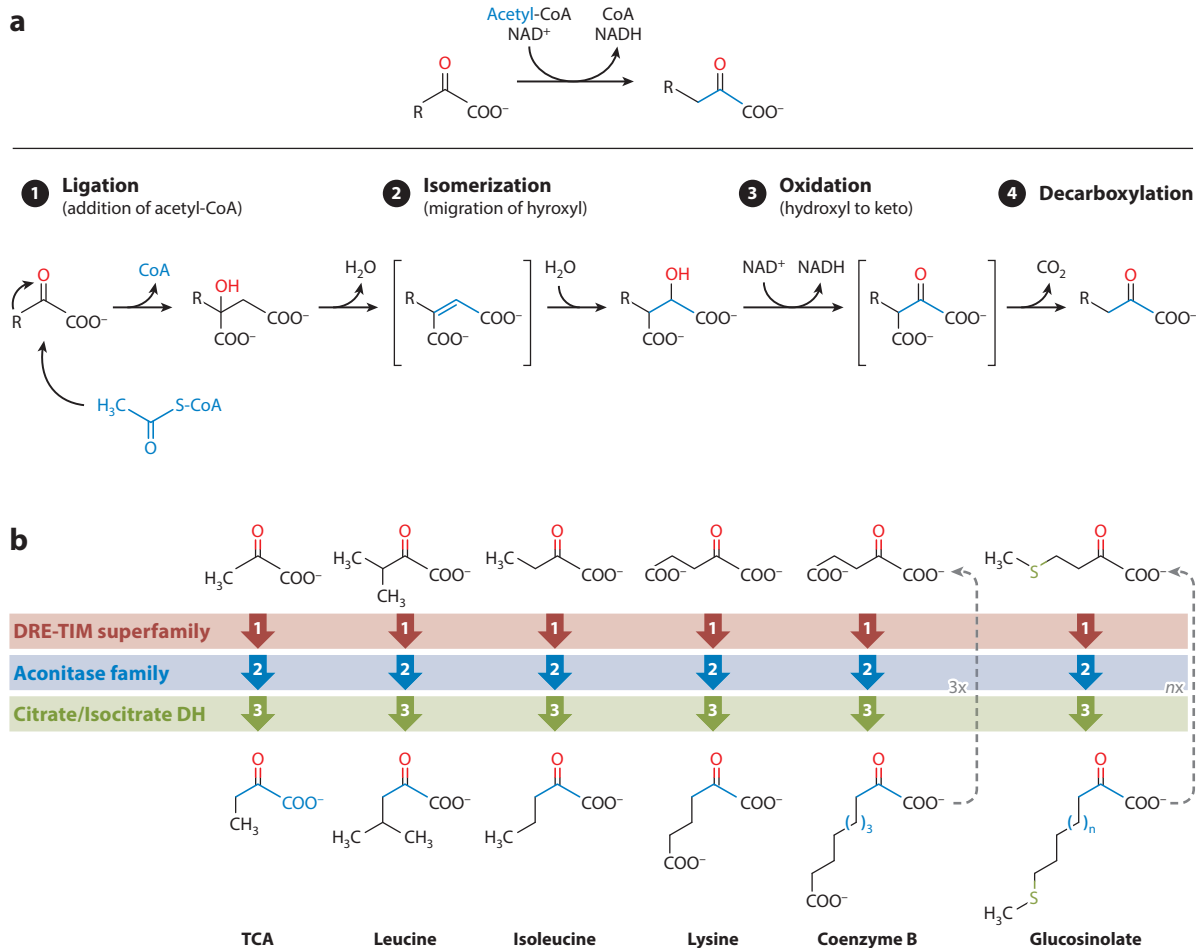 a
Acetyl-CoA
NAD⁺
CoA
NADH
O
R
COO⁻
O
R
COO⁻
1 Ligation
(addition of acetyl-CoA)
2 Isomerization
(migration of hyroxyl)
3 Oxidation
(hydroxyl to keto)
4 Decarboxylation
O
R
COO⁻
CoA
OH
R
COO⁻
COO⁻
H₂O
R
COO⁻
COO⁻
H₂O
OH
R
COO⁻
COO⁻
NAD⁺
NADH
O
R
COO⁻
COO⁻
CO₂
O
R
COO⁻
H₃C
S-CoA
O
b
O
H₃C
COO⁻
O
H₃C
COO⁻
CH₃
O
H₃C
COO⁻
O
COO⁻
COO⁻
O
COO⁻
COO⁻
O
H₃C
S
COO⁻
DRE-TIM superfamily
1 1 1 1 1 1
Aconitase family
2 2 2 2 2 2
3x
nx
Citrate/Isocitrate DH
3 3 3 3 3 3
O
COO⁻
CH₃
O
COO⁻
H₃C
CH₃
O
COO⁻
H₃C
O
COO⁻
COO⁻
O
COO⁻
( )₃
COO⁻
O
COO⁻
( )ₙ
S
H₃C
TCA
Leucine
Isoleucine
Lysine
Coenzyme B
Glucosinolate